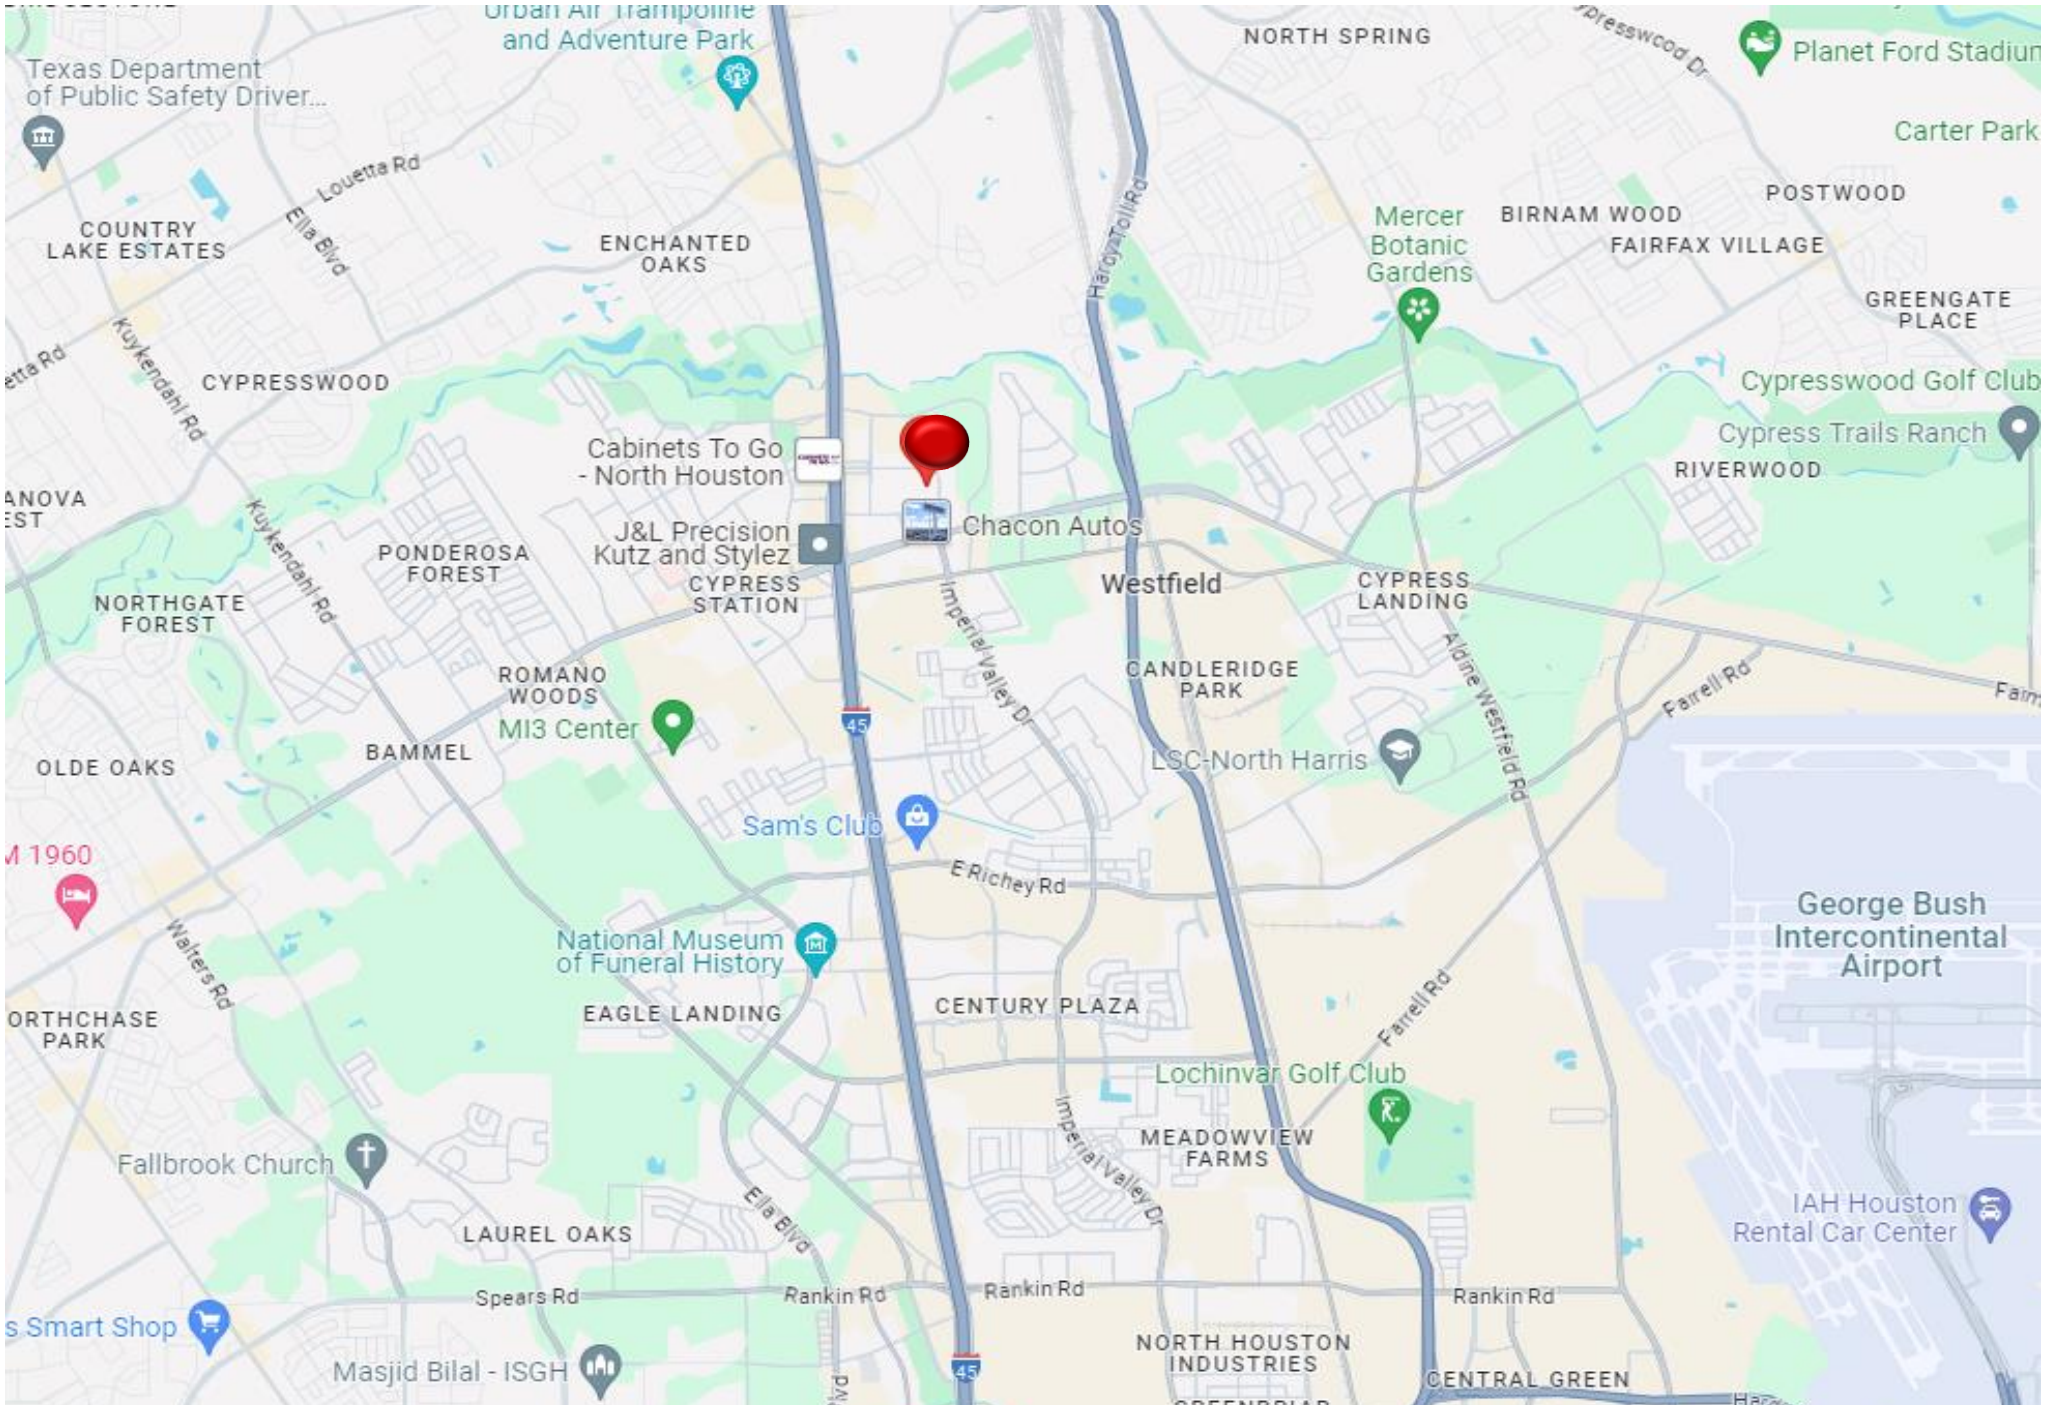 Urban Air Trampoline
and Adventure Park
NORTH SPRING
Cypresswood Dr
Planet Ford Stadium
Texas Department
of Public Safety Driver...
Carter Park
Louetta Rd
Ella Blvd
Hardy Toll Rd
POSTWOOD
Mercer
Botanic
Gardens
BIRNAM WOOD
FAIRFAX VILLAGE
COUNTRY
LAKE ESTATES
ENCHANTED
OAKS
GREENGATE
PLACE
Kuykendahl Rd
etta Rd
CYPRESSWOOD
Cypresswood Golf Club
Cypress Trails Ranch
Cabinets To Go
- North Houston
RIVERWOOD
ANOVA
EST
Kuykendahl Rd
J&L Precision
Kutz and Stylez
Chacon Autos
PONDEROSA
FOREST
CYPRESS
STATION
Westfield
CYPRESS
LANDING
NORTHGATE
FOREST
Imperial Valley Dr
Aldine Westfield Rd
ROMANO
WOODS
CANDLERIDGE
PARK
Farrell Rd
Farm
MI3 Center
45
BAMMEL
LSC-North Harris
OLDE OAKS
Sam's Club
M 1960
E Richey Rd
George Bush
Intercontinental
Airport
Walters Rd
National Museum
of Funeral History
EAGLE LANDING
CENTURY PLAZA
Farrell Rd
ORTHCHASE
PARK
Lochinvar Golf Club
Imperial Valley Dr
MEADOWVIEW
FARMS
Fallbrook Church
IAH Houston
Rental Car Center
Ella Blvd
LAUREL OAKS
Spears Rd
Rankin Rd
Rankin Rd
Rankin Rd
s Smart Shop
NORTH HOUSTON
INDUSTRIES
Masjid Bilal - ISGH
45
CENTRAL GREEN